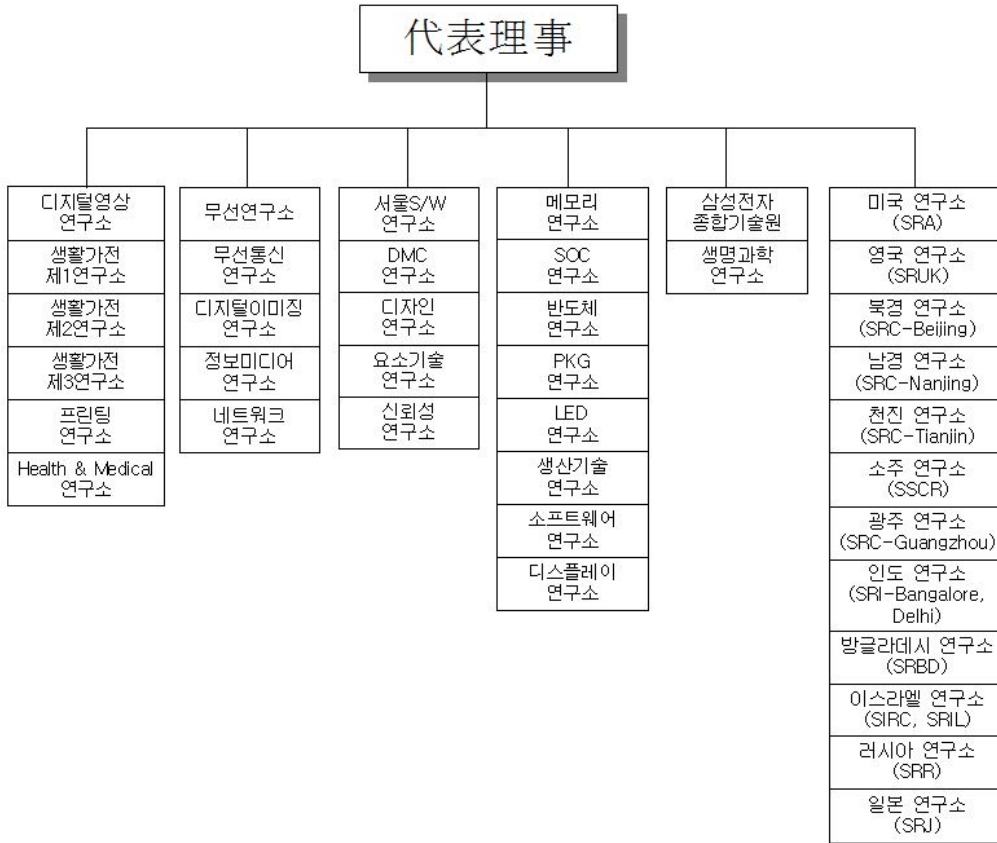 代表理事
디지털영상
연구소
생활가전
제1연구소
생활가전
제2연구소
생활가전
제3연구소
프린팅
연구소
Health & Medical
연구소
무선연구소
무선통신
연구소
디지털이미징
연구소
정보미디어
연구소
네트워크
연구소
서울S/W
연구소
DMC
연구소
디자인
연구소
요소기술
연구소
신뢰성
연구소
메모리
연구소
SOC
연구소
반도체
연구소
PKG
연구소
LED
연구소
생산기술
연구소
소프트웨어
연구소
디스플레이
연구소
삼성전자
종합기술원
생명과학
연구소
미국 연구소
(SRA)
영국 연구소
(SRUK)
북경 연구소
(SRC-Beijing)
남경 연구소
(SRC-Nanjing)
천진 연구소
(SRC-Tianjin)
소주 연구소
(SSCR)
광주 연구소
(SRC-Guangzhou)
인도 연구소
(SRI-Bangalore,
Delhi)
방글라데시 연구소
(SRBD)
이스라엘 연구소
(SIRC, SRIL)
러시아 연구소
(SRR)
일본 연구소
(SRJ)